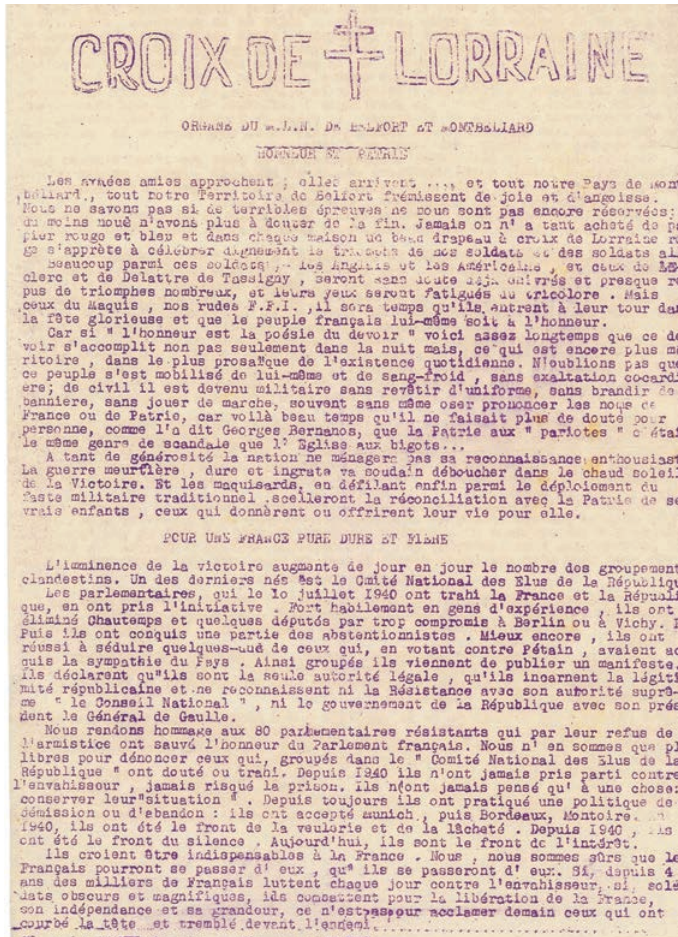 CROIX DE LORRAINE
ORGANE DU M.L.N. DE BELFORT ET MONTBELIARD
HONNEUR ET PATRIE
Les armées amies approchent ; elles arrivent ...., et tout notre Pays de Mont
béliard., tout notre Territoire de Belfort frémissent de joie et d'angoisse.
Nous ne savons pas si de terribles épreuves ne nous sont pas encore réservées;
du moins noué n'avons plus à douter de la fin. Jamais on n' a tant acheté de pa
pier rouge et bleu et dans chaque maison un beau drapeau à croix de Lorraine rou
ge s'apprête à célébrer dignement le triomphe de nos soldats et des soldats all
Beaucoup parmi ces soldats, - les Anglais et les Américains , et ceux de LE
clerc et de Delattre de Tassigny , seront sans doute déjà enivrés et presque re
pus de triomphes nombreux, et leurs yeux seront fatigués du tricolore . Mais
ceux du Maquis , nos rudes F.F.I. ,il sera temps qu'ils entrent à leur tour dan
la fête glorieuse et que le peuple français lui-même soit à l'honneur.
Car si " l'honneur est la poésie du devoir " voici assez longtemps que ce de
voir s'accomplit non pas seulement dans la nuit mais, ce qui est encore plus mé
ritoire , dans le plus prosaïque de l'existence quotidienne. N'oublions pas que
ce peuple s'est mobilisé de lui-même et de sang-froid , sans exaltation cocardi
ere; de civil il est devenu militaire sans revêtir d'uniforme, sans brandir de
banniere, sans jouer de marche, souvent sans même oser prononcer les noms de
France ou de Patrie, car voilà beau temps qu'il ne faisait plus de doute pour
personne, comme l'a dit Georges Bernanos, que la Patrie aux " pariotes " c'étai
le même genre de scandale que l' Eglise aux bigots...
A tant de générosité la nation ne ménagera pas sa reconnaissance enthousiast
La guerre meurtière , dure et ingrate va soudain déboucher dans le chaud soleil
de la Victoire. Et les maquisards, en défilant enfin parmi le déploiement du
faste militaire traditionnel scelleront la réconciliation avec la Patrie de se
vrais enfants , ceux qui donnèrent ou offrirent leur vie pour elle.
POUR UNE FRANCE PURE DURE ET FIERE
L'imminence de la victoire augmente de jour en jour le nombre des groupement
clandestins. Un des derniers nés est le Cmité National des Elus de la Républiqu
Les parlementaires, qui le 10 juillet I940 ont trahi la France et la Républi
que, en ont pris l'initiative . Fort habilement en gens d'expérience , ils ont
éliminé Chautemps et quelques députés par trop compromis à Berlin ou à Vichy.
Puis ils ont conquis une partie des abstentionnistes . Mieux encore , ils ont
réussi à séduire quelques-uns de ceux qui, en votant contre Pétain , avaient ac
quis la sympathie du Pays . Ainsi groupés ils viennent de publier un manifeste.
Ils déclarent qu"ils sont la seule autorité légale , qu'ils incarnent la légiti
mité républicaine et ne reconnaissent ni la Résistance avec son autorité suprê-
me " le Conseil National " , ni le gouvernement de la République avec son prés
dent le Général de Gaulle.
Nous rendons hommage aux 80 parlementaires résistants qui par leur refus de
l'armistice ont sauvé l'honneur du Parlement français. Nous n' en sommes que pl
libres pour dénoncer ceux qui, groupés dans le " Comité National des Elus de la
République " ont douté ou trahi. Depuis I940 ils n'ont jamais pris parti contre
l'envahisseur , jamais risqué la prison. Ils n'ont jamais pensé qu' à une chose:
conserver leur"situation " . Depuis toujours ils ont pratiqué une politique de
démission ou d'abandon : ils ont accepté munich , puis Bordeaux, Montoire.
I940, ils ont été le front de la veulerie et de la lâcheté . Depuis I940 , ils
ont été le front du silence . Aujourd'hui, ils sont le front de l'intérêt.
Ils croient être indispensables à la France . Nous , nous sommes sûrs que le
Français pourront se passer d' eux , qu" ils se passeront d' eux. Si, depuis 4
ans des milliers de Français luttent chaque jour contre l'envahisseur, si, sol
dats obscurs et magnifiques, ils combattent pour la libération de la France,
son indépendance et sa grandeur, ce n'est pas pour acclamer demain ceux qui ont
courbé la tête et tremblé devant l'ennemi